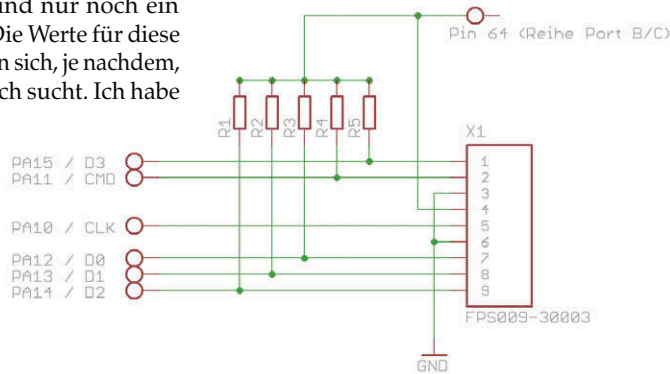 ind nur noch ein
Die Werte für diese
n sich, je nachdem,
ch sucht. Ich habe
Pin 64 (Reihe Port B/C)
R1
R2
R3
R4
R5
X1
PA15 / D3
PA11 / CMD
PA10 / CLK
PA12 / D0
PA13 / D1
PA14 / D2
1
2
3
4
5
6
7
8
9
FPS009-30003
GND